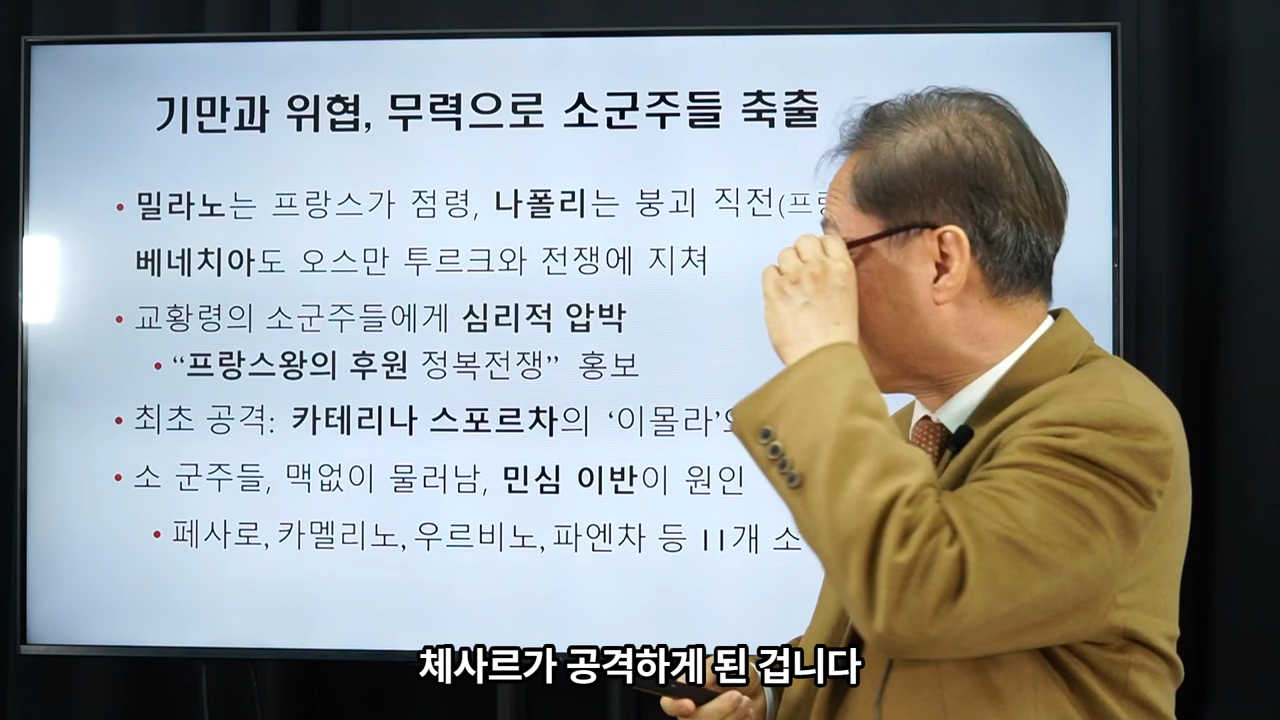 기만과 위협, 무력으로 소군주들 축출
• 밀라노는 프랑스가 점령, 나폴리는 붕괴 직전
베네치아도 오스만 투르크와 전쟁에 지쳐
• 교황령의 소군주들에게 심리적 압박
• “프랑스왕의 후원 정복전쟁” 홍보
• 최초 공격: 카테리나 스포르차의 ‘이몰라’
• 소 군주들, 맥없이 물러남, 민심 이반이 원인
• 페사로, 카멜리노, 우르비노, 파엔차 등 11개 소
체사르가 공격하게 된 겁니다